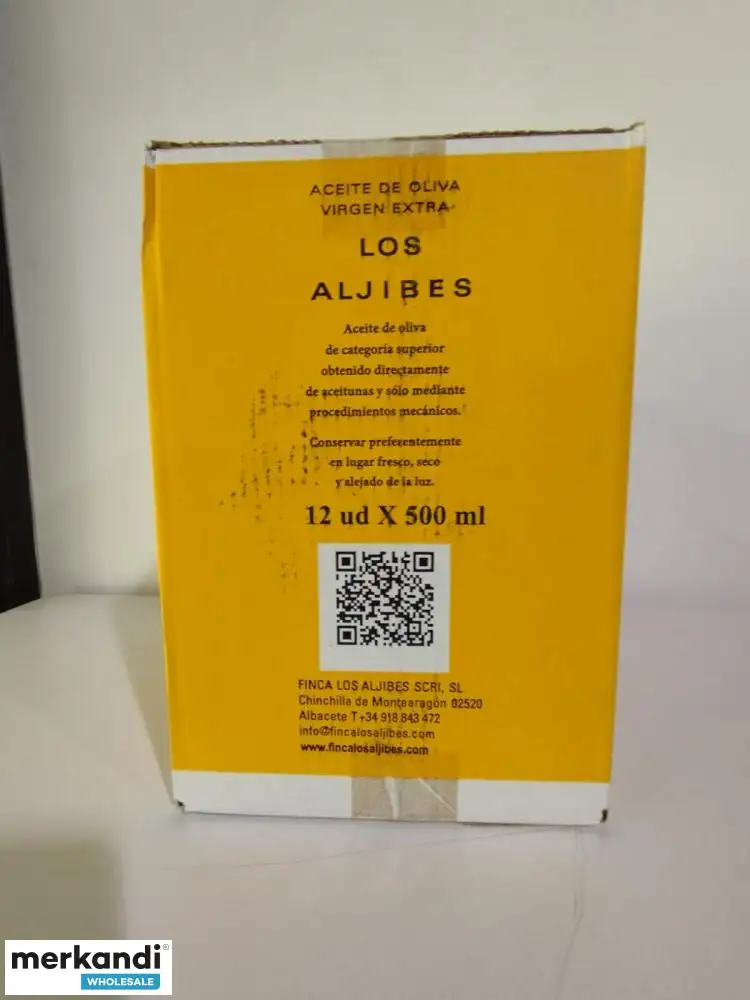 ACEITE DE OLIVA
VIRGEN EXTRA
LOS
ALJIBES
Aceite de oliva
de categoría superior
obtenido directamente
de aceitunas y sólo mediante
procedimientos mecánicos.
Conservar preferentemente
en lugar fresco, seco
y alejado de la luz.
12 ud X 500 ml
FINCA LOS ALJIBES SCRI, SL
Chinchilla de Montearagón 02520
Albacete T+34 918 843 472
info@fincalosaljibes.com
www.fincalosaljibes.com
merkandi®
WHOLESALE